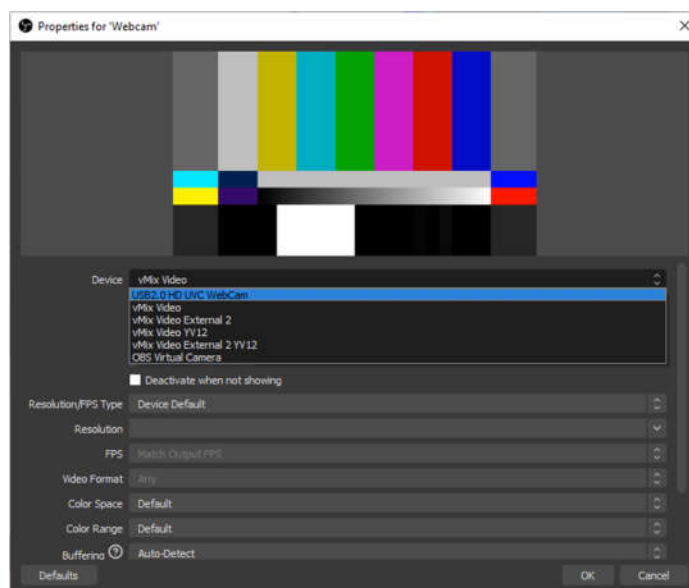 Properties for 'Webcam'
Device vMix Video
USB2.0 HD UVC WebCam
vMix Video
vMix Video External 2
vMix Video YV12
vMix Video External 2 YV12
OBS Virtual Camera
Deactivate when not showing
Resolution/FPS Type Device Default
Resolution
FPS Match Output FPS
Video Format Any
Color Space Default
Color Range Default
Buffering ? Auto-Detect
Defaults OK Cancel